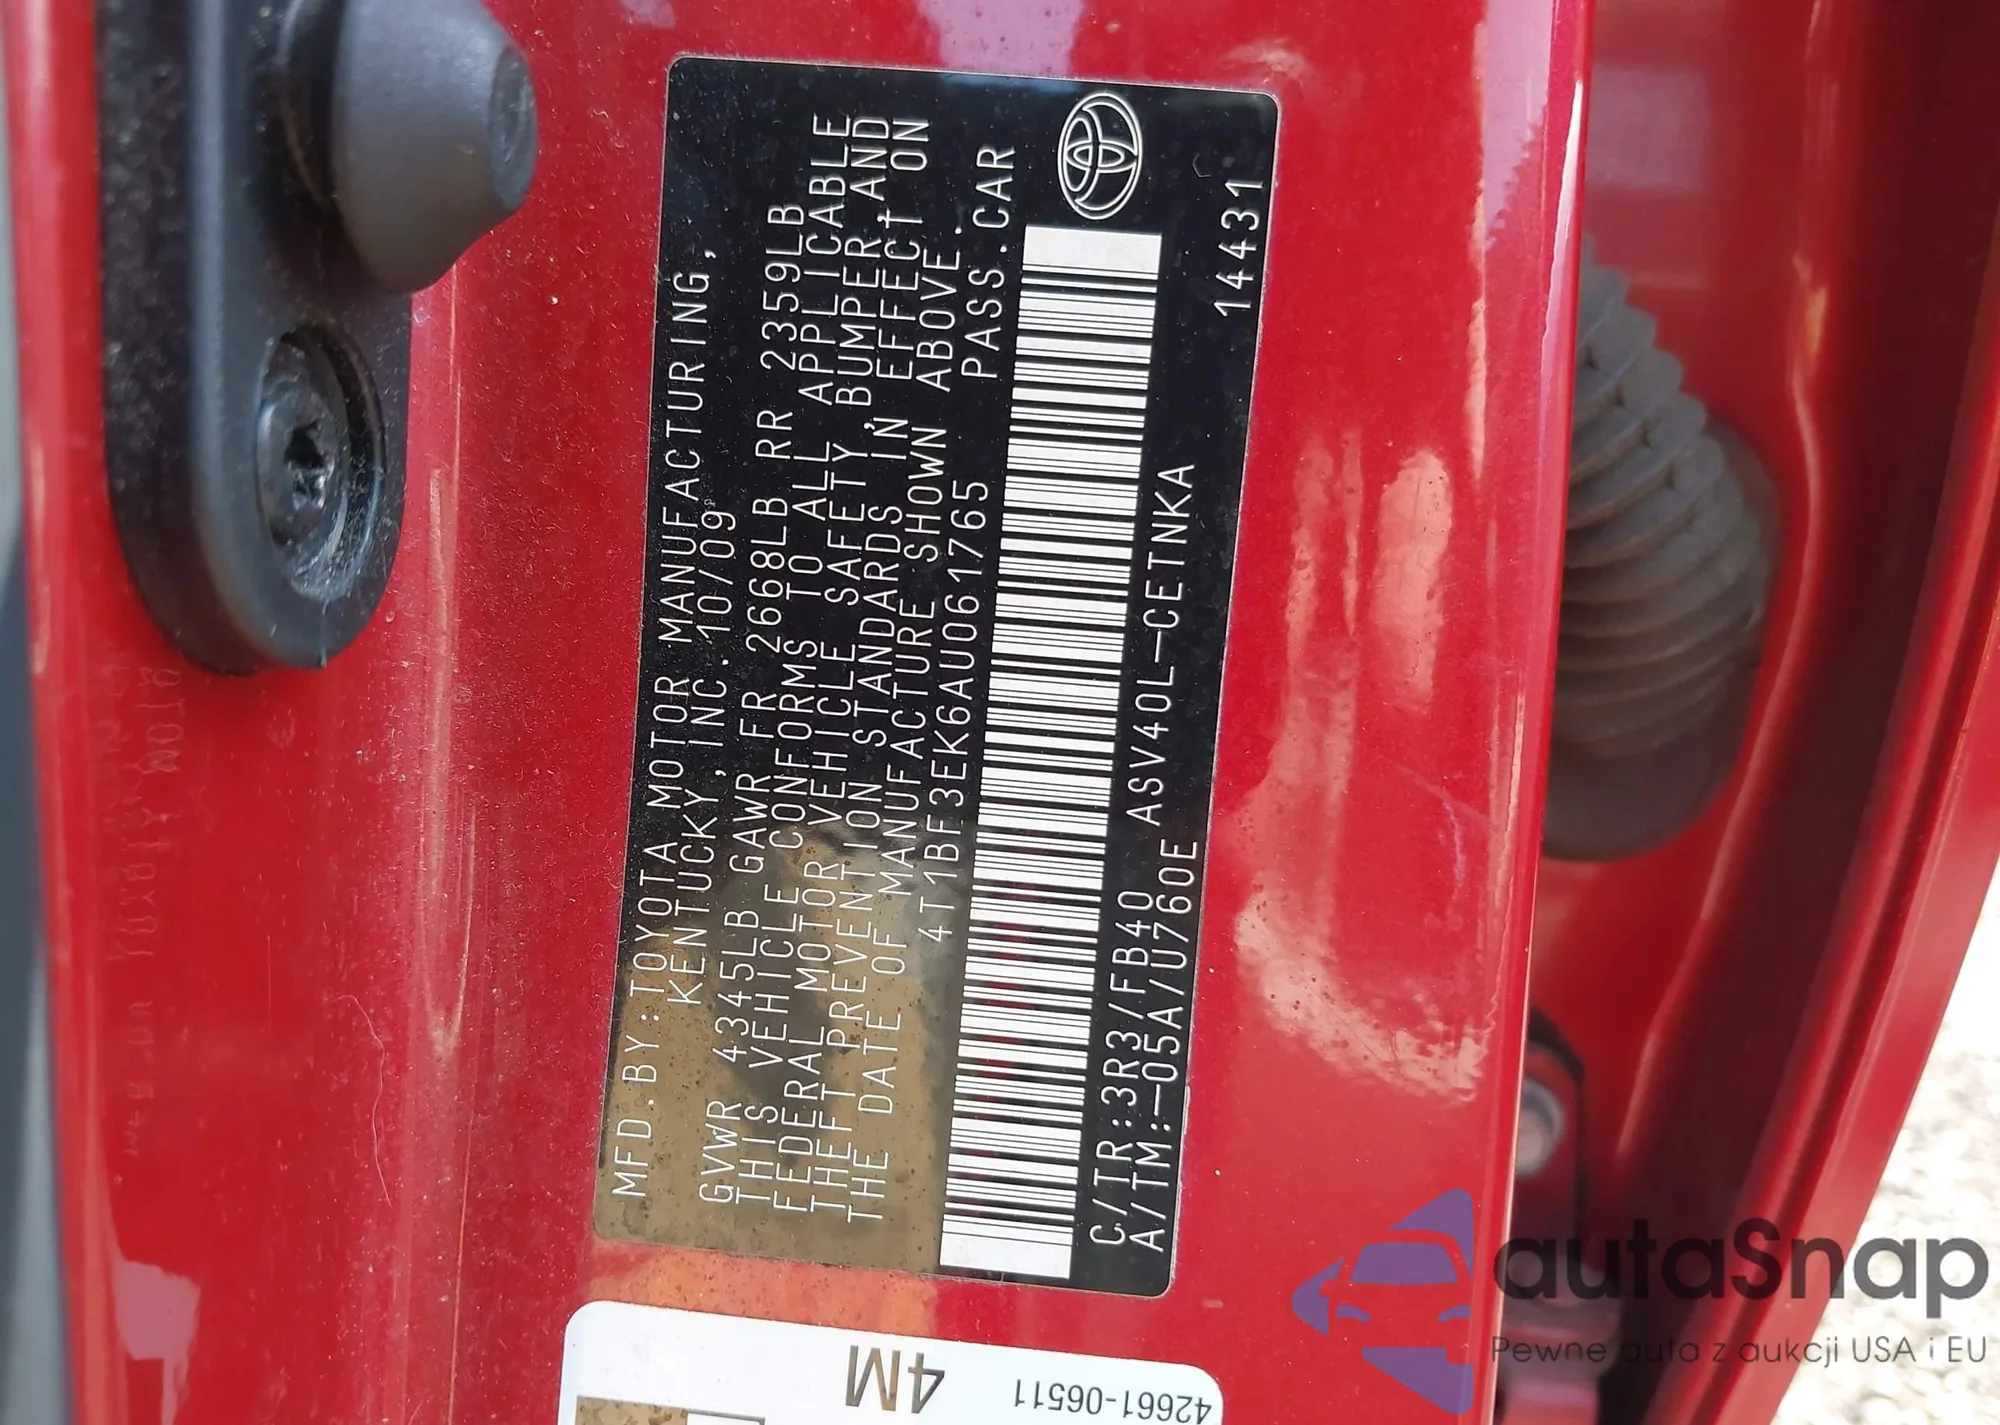 MFD.BY:TOYOTA MOTOR MANUFACTURING,
KENTUCKY,INC.10/09
GVWR 4345LB GAWR FR 2668LB RR 2359LB
THIS VEHICLE CONFORMS TO ALL APPLICABLE
FEDERAL MOTOR VEHICLE SAFETY,BUMPER,AND
THEFT PREVENTION STANDARDS IN EFFECT ON
THE DATE OF MANUFACTURE SHOWN ABOVE.
4T1BF3EK6AU061765 PASS.CAR
C/TR:3R3/FB40 ASV40L-CETNKA
A/TM:-05A/U760E 14431
4M
42661-06511
autaSnap
Pewne auta z aukcji USA i EU